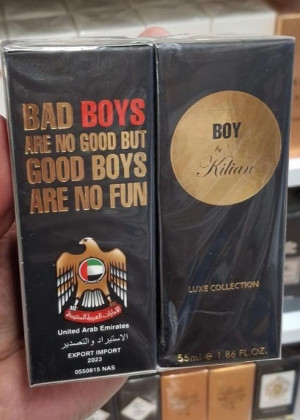 BAD BOYS
ARE NO GOOD BUT
GOOD BOYS
ARE NO FUN
الإمارات العربية المتحدة
United Arab Emirates
الاستيراد والتصدير
EXPORT IMPORT
2023
0550815 NAS
BOY
by
Kilian
LUXE COLLECTION
55ml e 1.86 FL.OZ.